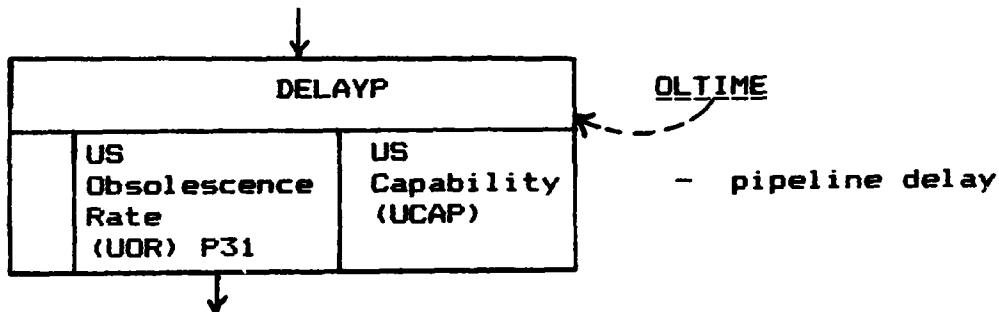 DELAYP
OLTIME
US
Obsolescence
Rate
(UOR) P31
US
Capability
(UCAP)
- pipeline delay